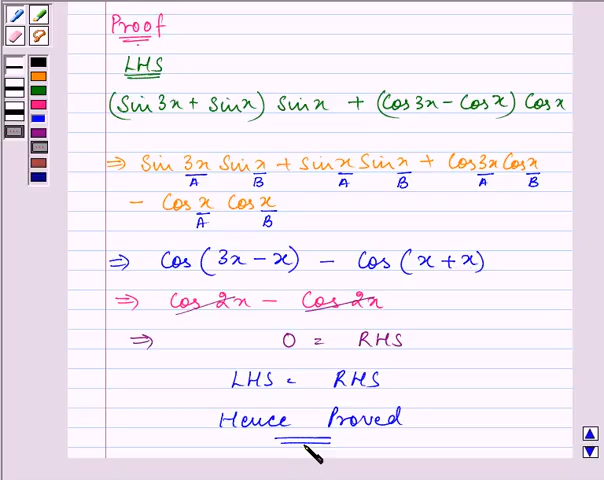 Proof
LHS
(Sin 3x + Sin x) Sin x + (Cos 3x - Cos x) Cos x
⇒ Sin 3x Sin x + Sin x Sin x + Cos 3x Cos x
A B A B A B
- Cos x Cos x
A B
⇒ Cos (3x - x) - Cos (x + x)
⇒ Cos 2x - Cos 2x
⇒ 0 = RHS
LHS = RHS
Hence Proved